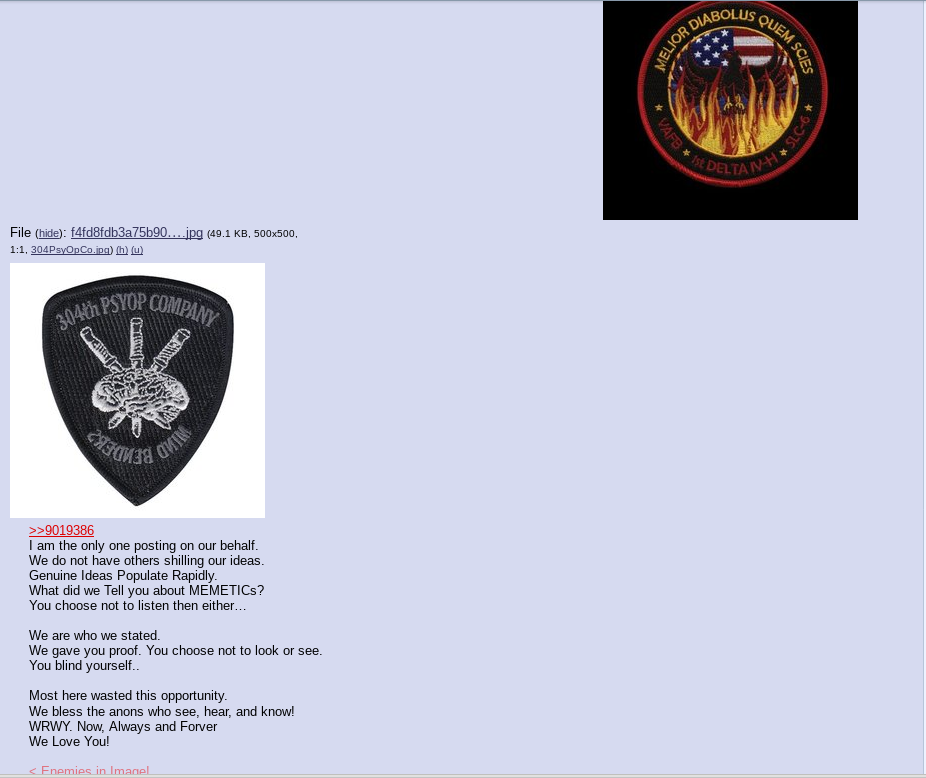 MELIOR DIABOLUS QUEM SCIES
VAFB ★ 1st DELTA IV-H ★ SLC-6
File (hide): f4fd8fdb3a75b90….jpg (49.1 KB, 500x500,
1:1, 304PsyOpCo.jpg) (h) (u)
304th PSYOP COMPANY
MIND BENDERS
>>9019386
I am the only one posting on our behalf.
We do not have others shilling our ideas.
Genuine Ideas Populate Rapidly.
What did we Tell you about MEMETICs?
You choose not to listen then either…
We are who we stated.
We gave you proof. You choose not to look or see.
You blind yourself..
Most here wasted this opportunity.
We bless the anons who see, hear, and know!
WRWY. Now, Always and Forver
We Love You!
< Enemies in Image!